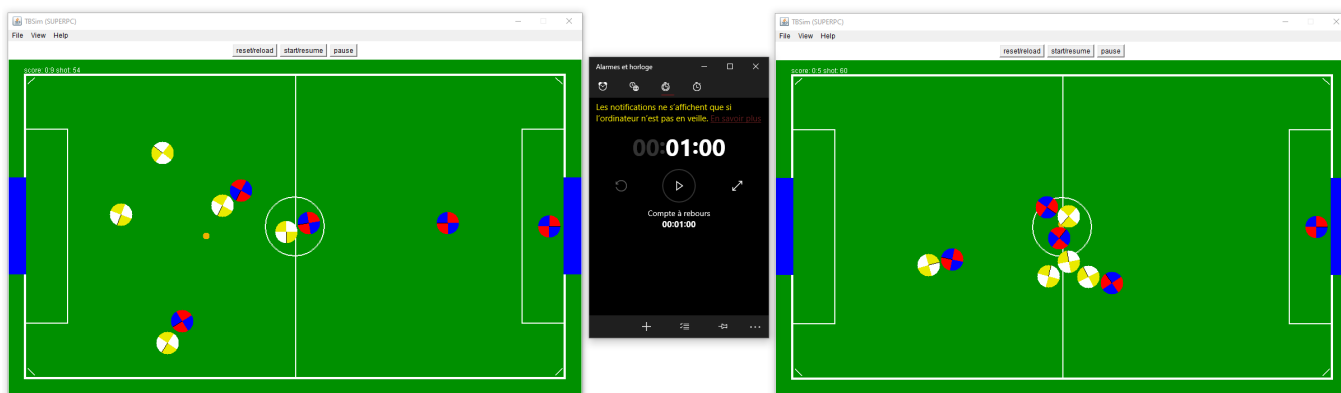 TBSim (SUPERPC)
File View Help
reset/reload start/resume pause
score: 0:9 shot: 54
Alarmes et horloge
Les notifications ne s'affichent que si
l'ordinateur n'est pas en veille. En savoir plus
00:01:00
Compte à rebours
00:01:00
TBSim (SUPERPC)
File View Help
reset/reload start/resume pause
score: 0:5 shot: 60